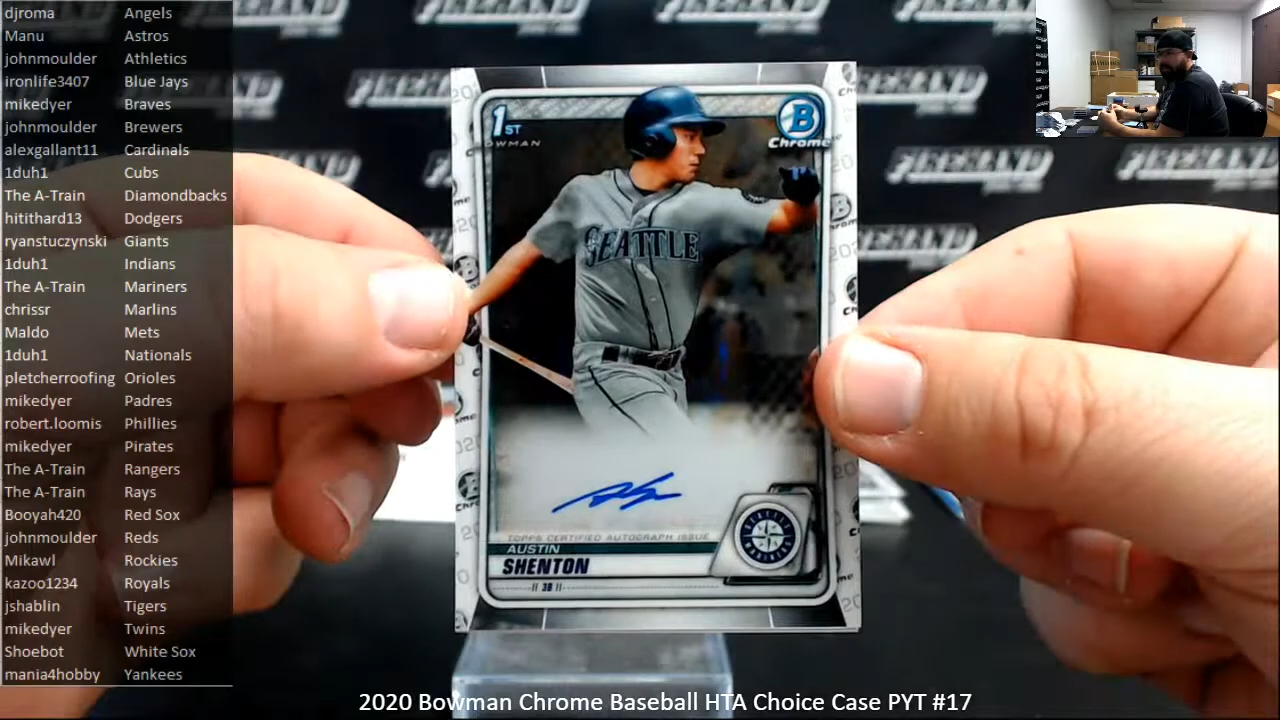 djroma Angels
Manu Astros
johnmoulder Athletics
ironlife3407 Blue Jays
mikedyer Braves
johnmoulder Brewers
alexgallant11 Cardinals
1duh1 Cubs
The A-Train Diamondbacks
hitithard13 Dodgers
ryanstuczynski Giants
1duh1 Indians
The A-Train Mariners
chrissr Marlins
Maldo Mets
1duh1 Nationals
pletcherroofing Orioles
mikedyer Padres
robert.loomis Phillies
mikedyer Pirates
The A-Train Rangers
The A-Train Rays
Booyah420 Red Sox
johnmoulder Reds
Mikawl Rockies
kazoo1234 Royals
jshablin Tigers
mikedyer Twins
Shoebot White Sox
mania4hobby Yankees
1ST
BOWMAN
B
Chrome
SEATTLE
TOPPS CERTIFIED AUTOGRAPH ISSUE
AUSTIN
SHENTON
3B
SEATTLE
MARINERS
FIREHAND
2020 Bowman Chrome Baseball HTA Choice Case PYT #17